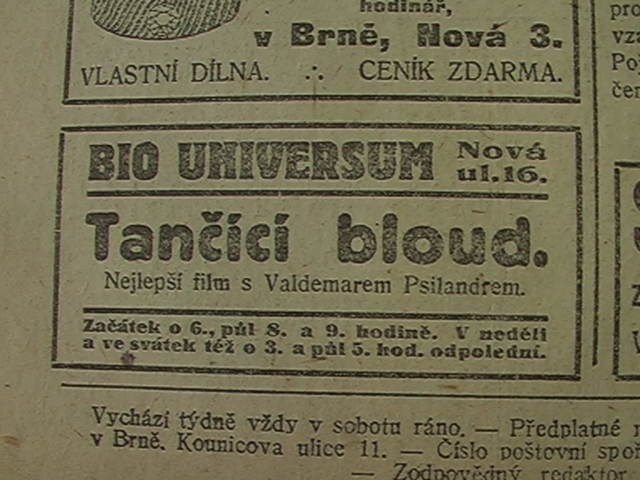 hodinář,
v Brně, Nová 3.
VLASTNÍ DÍLNA. ∴ CENÍK ZDARMA.
BIO UNIVERSUM Nová ul.16.
Tančící bloud.
Nejlepší film s Valdemarem Psilandrem.
Začátek o 6., půl 8. a 9. hodině. V neděli
a ve svátek též o 3. a půl 5. hod. odpolední.
Vychází týdně vždy v sobotu ráno. — Předplatné
v Brně. Kounicova ulice 11. — Číslo poštovní
— Zodpovědný redaktor